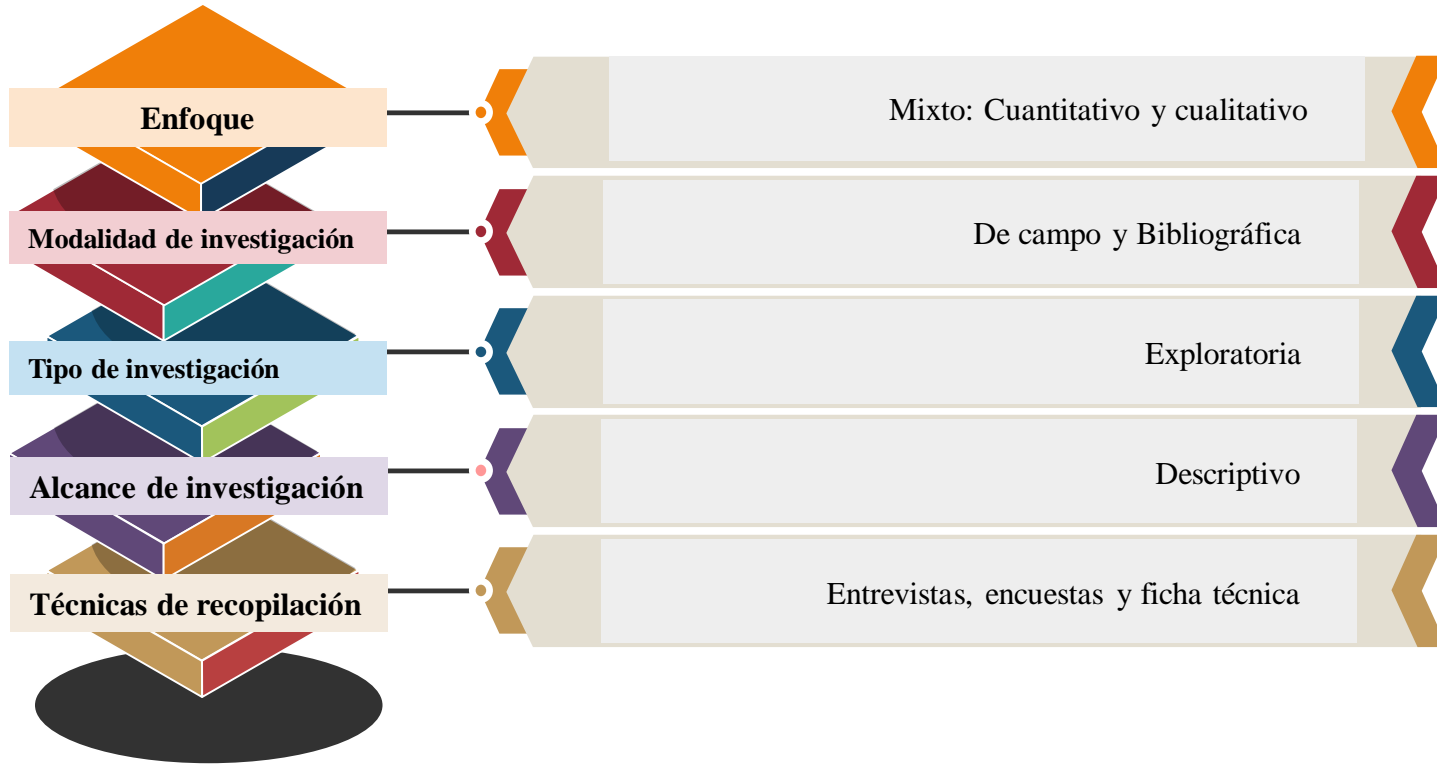 Enfoque
Mixto: Cuantitativo y cualitativo
Modalidad de investigación
De campo y Bibliográfica
Tipo de investigación
Exploratoria
Alcance de investigación
Descriptivo
Técnicas de recopilación
Entrevistas, encuestas y ficha técnica